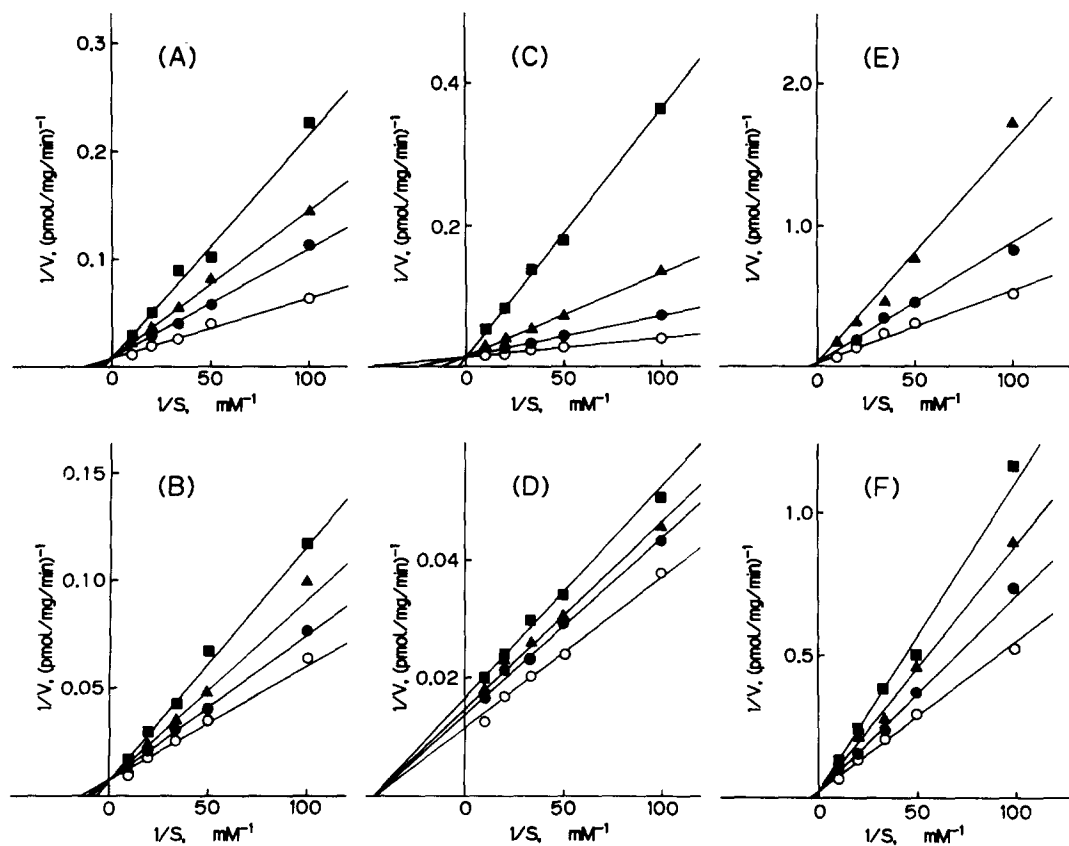 (A)
0.3
0.2
0.1
1/V, (pmol/mg/min)⁻¹
0 50 100
1/S, mM⁻¹
(C)
0.4
0.2
1/V, (pmol/mg/min)⁻¹
0 50 100
1/S, mM⁻¹
(E)
2.0
1.0
1/V, (pmol/mg/min)⁻¹
0 50 100
1/S, mM⁻¹
(B)
0.15
0.10
0.05
1/V, (pmol/mg/min)⁻¹
0 50 100
1/S, mM⁻¹
(D)
0.04
0.02
1/V, (pmol/mg/min)⁻¹
0 50 100
1/S, mM⁻¹
(F)
1.0
0.5
1/V, (pmol/mg/min)⁻¹
0 50 100
1/S, mM⁻¹